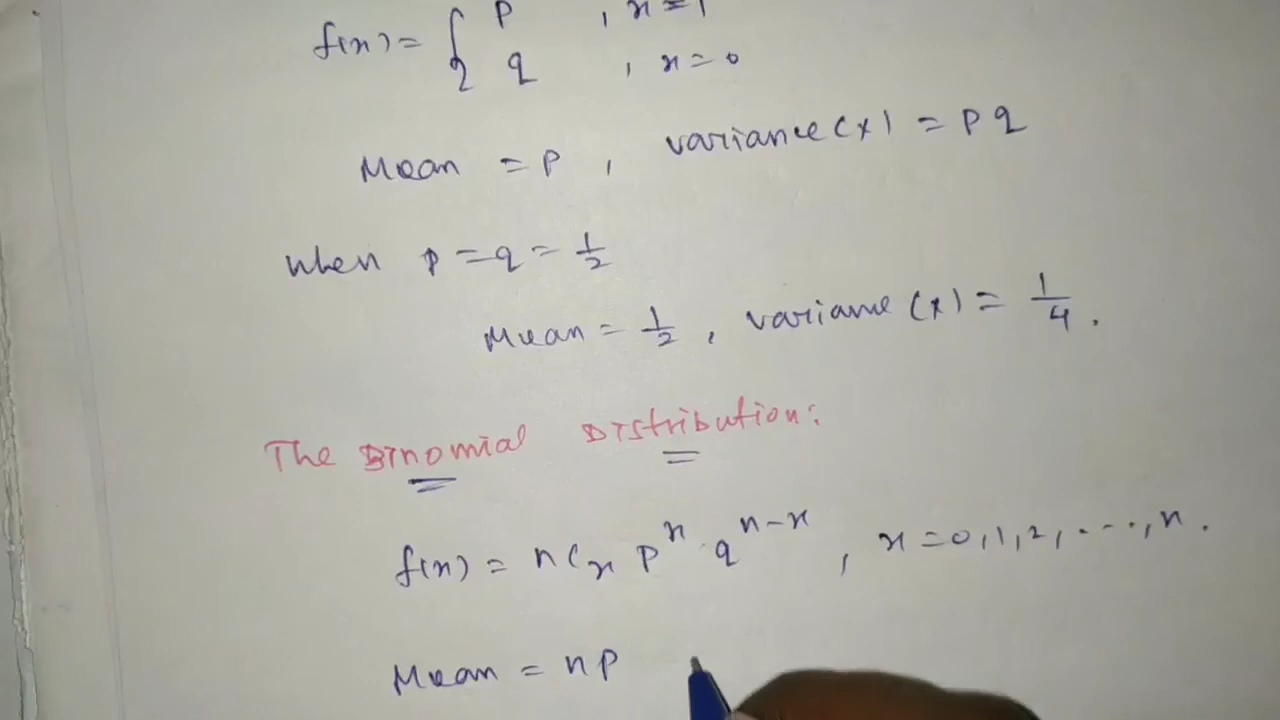 f(x) = { p , x = 1
q , x = 0
Mean = p , variance(x) = pq
when p = q = 1/2
Mean = 1/2 , variance (x) = 1/4 .
The Binomial Distribution:
f(x) = nCx p^x . q^n-x , x = 0, 1, 2, ...., n .
Mean = np